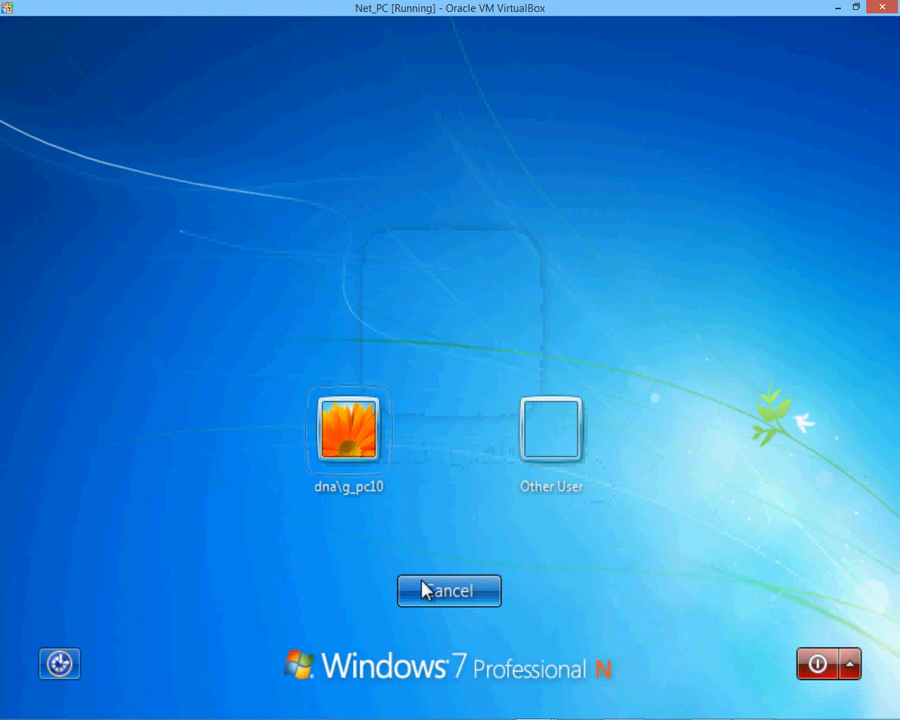 Net_PC [Running] - Oracle VM VirtualBox
dna\g_pc10
Other User
Cancel
Windows 7 Professional N